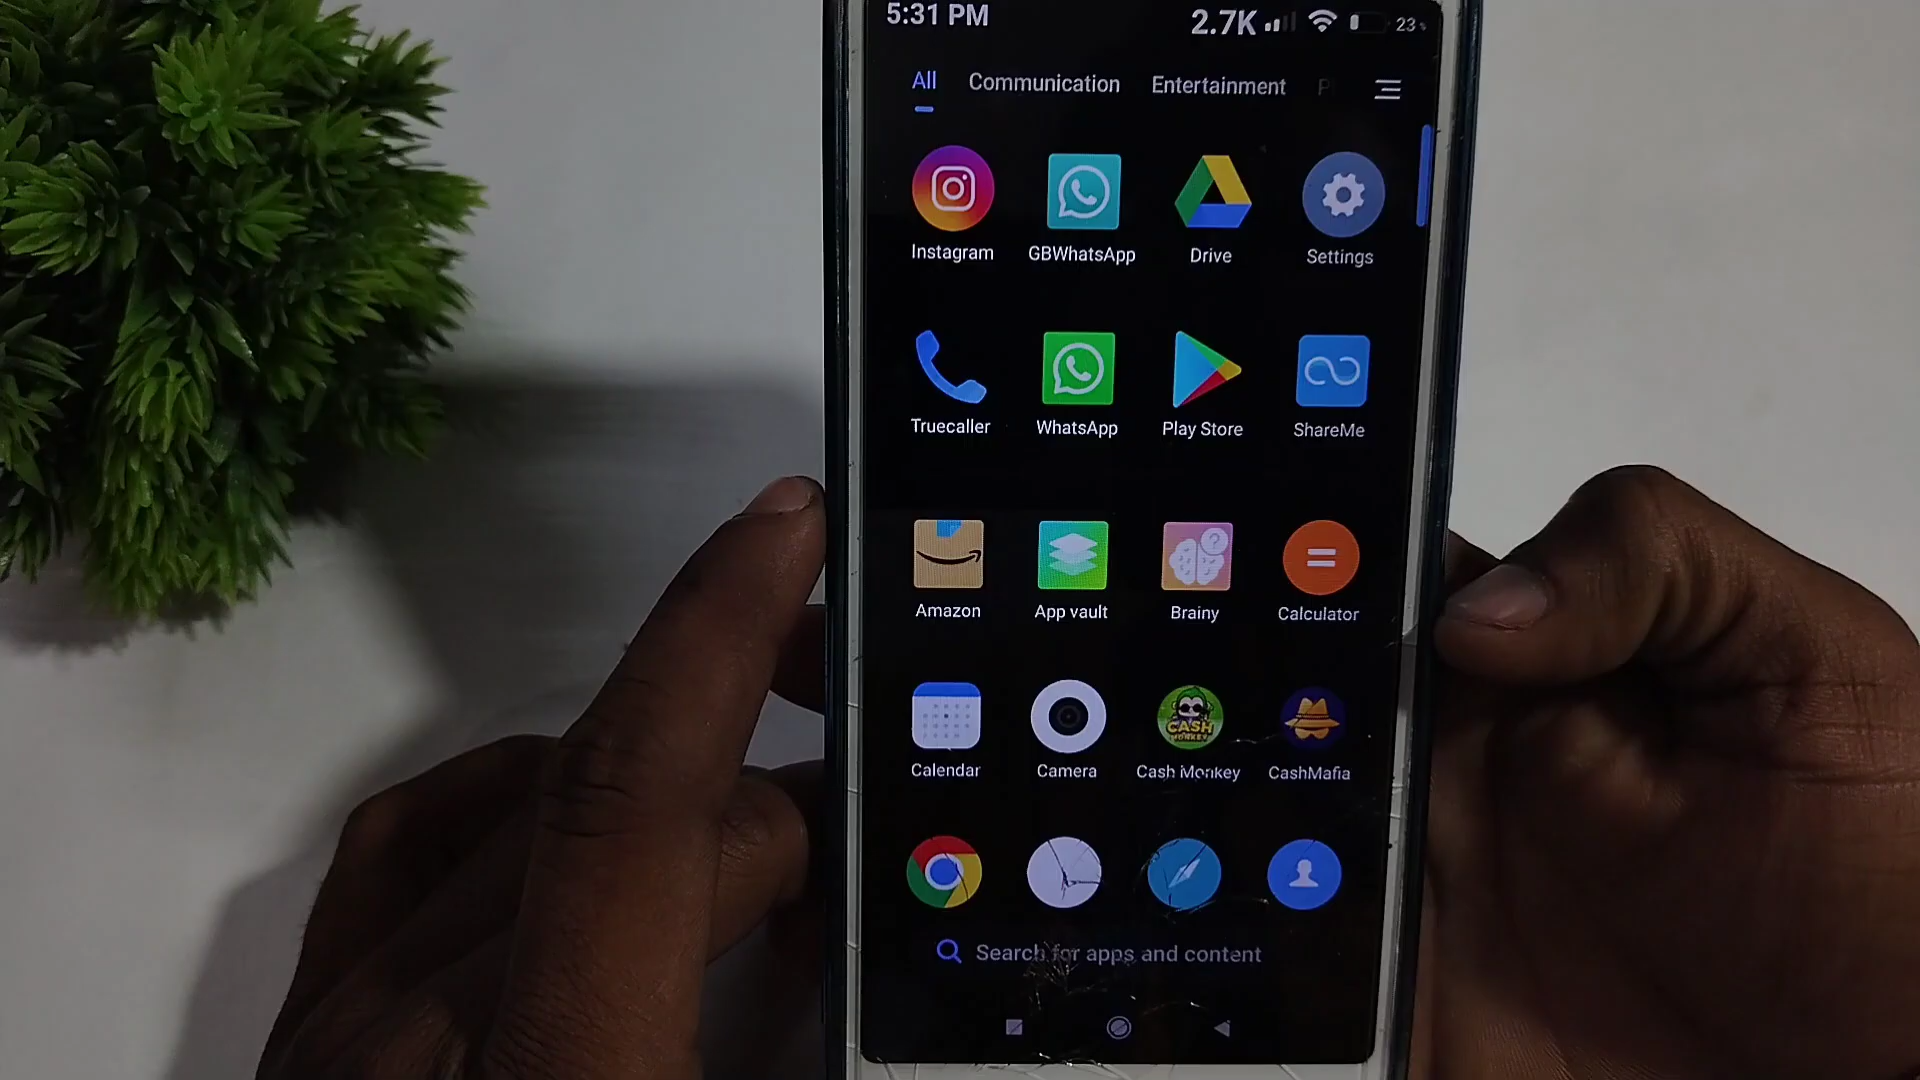 5:31 PM 2.7K 23
All Communication Entertainment P
Instagram GBWhatsApp Drive Settings
Truecaller WhatsApp Play Store ShareMe
Amazon App vault Brainy Calculator
CASH
Calendar Camera Cash Monkey CashMafia
Search for apps and content